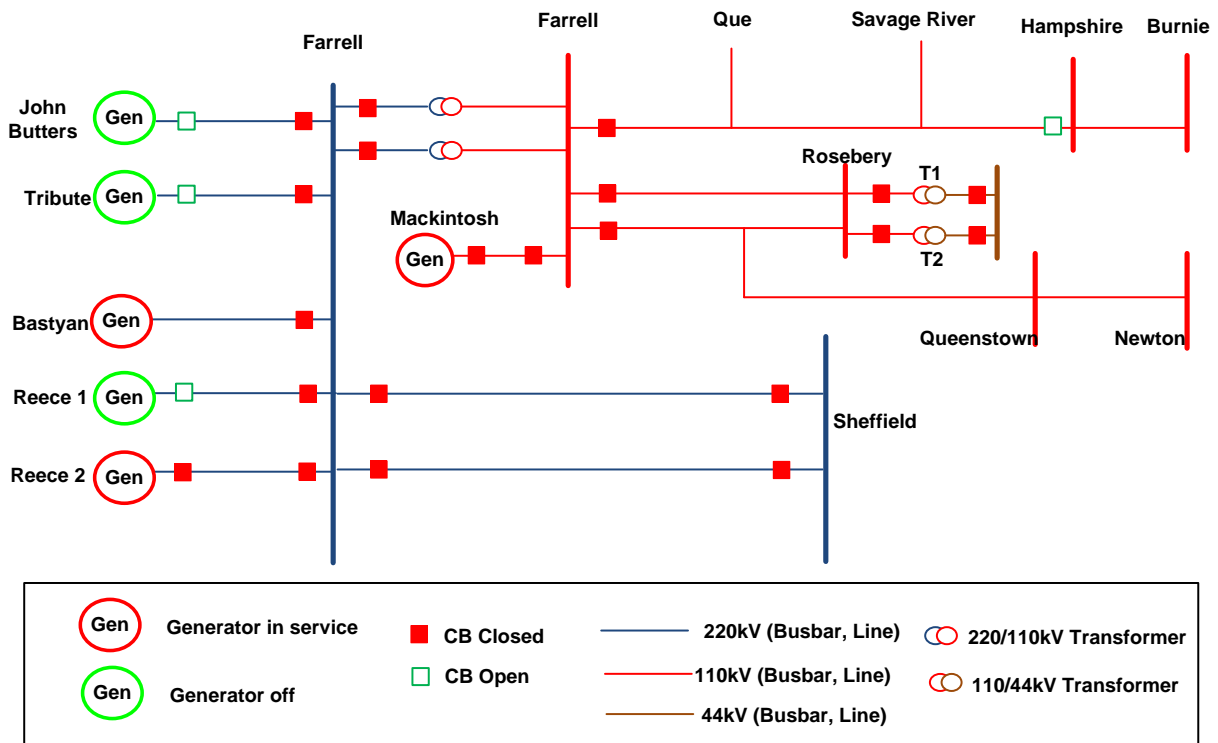 Farrell
Farrell
Que
Savage River
Hampshire
Burnie
John
Butters
Gen
Tribute
Gen
Mackintosh
Gen
Rosebery
T1
T2
Bastyan
Gen
Queenstown
Newton
Reece 1
Gen
Sheffield
Reece 2
Gen
Gen
Generator in service
CB Closed
220kV (Busbar, Line)
220/110kV Transformer
Gen
Generator off
CB Open
110kV (Busbar, Line)
110/44kV Transformer
44kV (Busbar, Line)